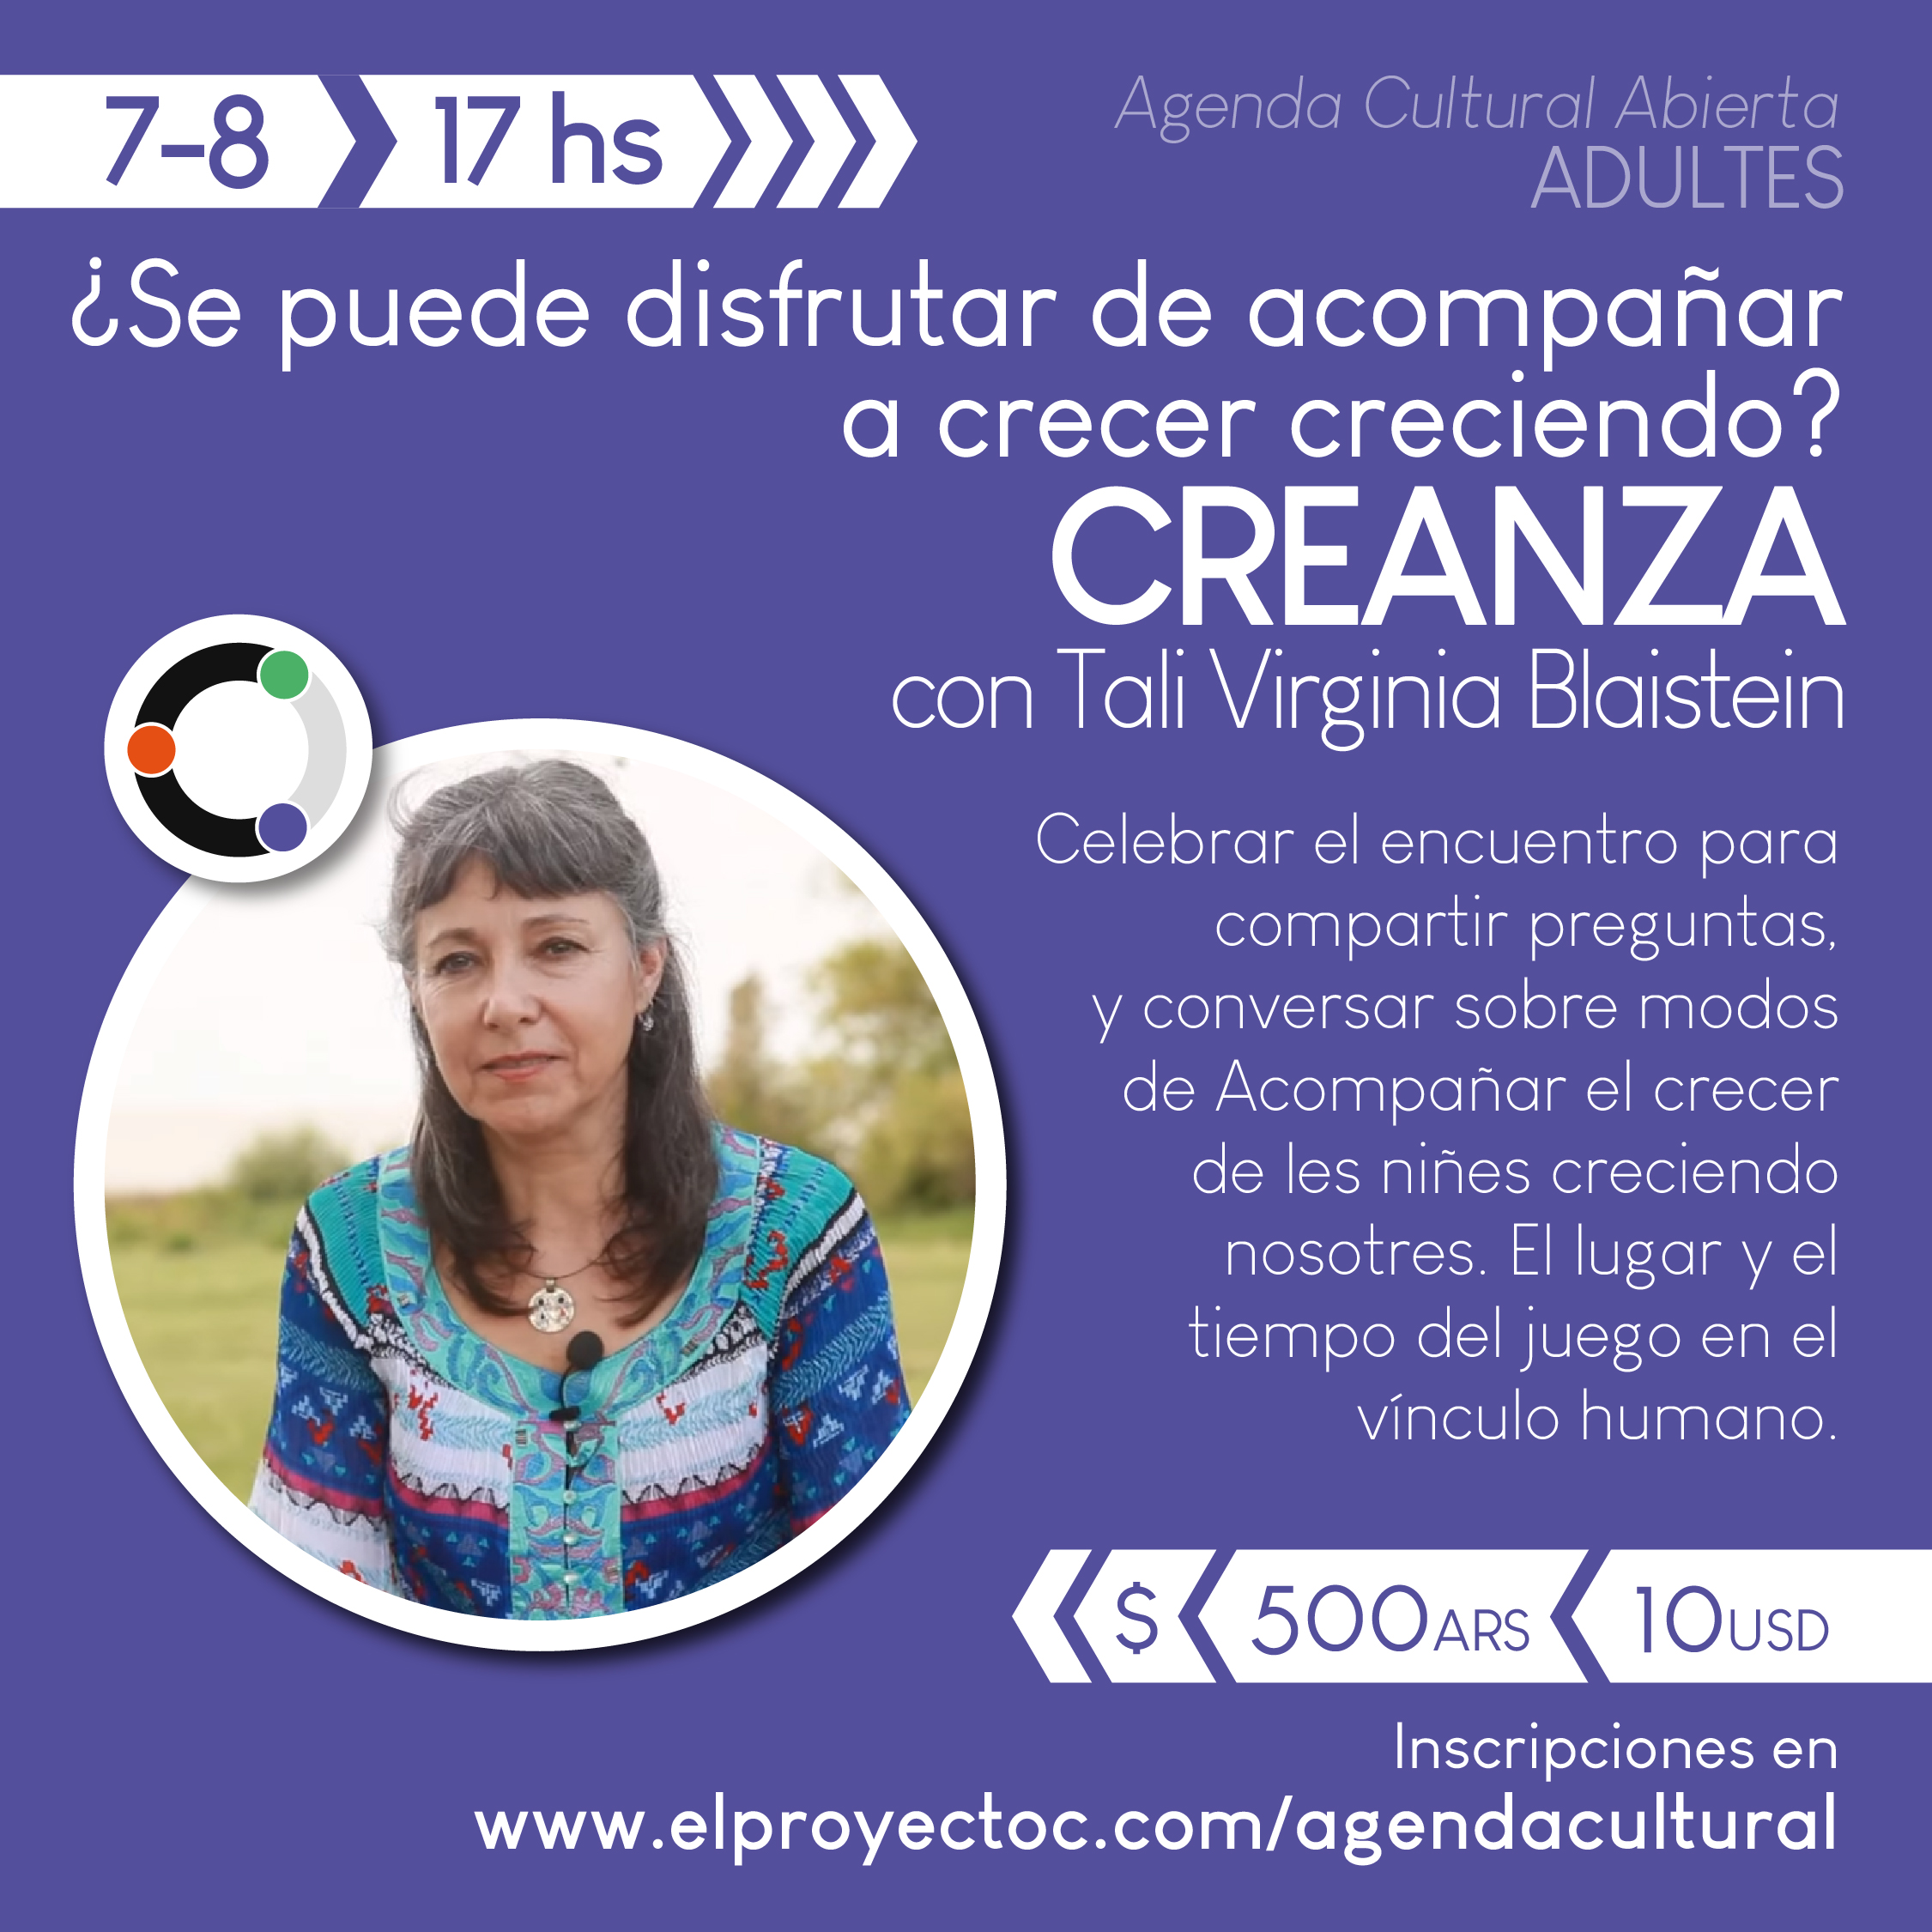 7-8 17 hs
Agenda Cultural Abierta
ADULTES
¿Se puede disfrutar de acompañar
a crecer creciendo?
CREANZA
con Tali Virginia Blaistein
Celebrar el encuentro para
compartir preguntas,
y conversar sobre modos
de Acompañar el crecer
de les niñes creciendo
nosotres. El lugar y el
tiempo del juego en el
vínculo humano.
$ 500ARS 10USD
Inscripciones en
www.elproyectoc.com/agendacultural